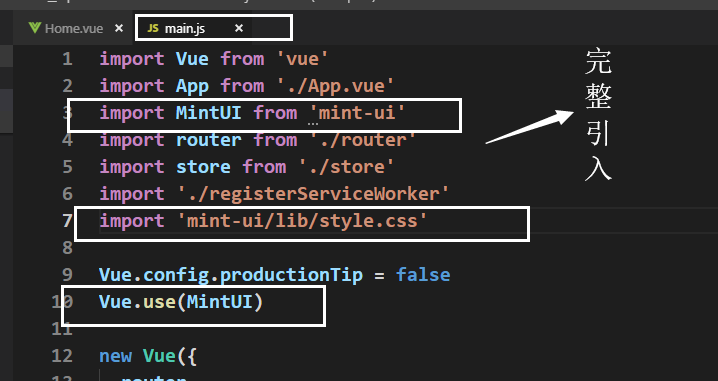 Home.vue
JS main.js ×
1 import Vue from 'vue'
2 import App from './App.vue'
3 import MintUI from 'mint-ui'
4 import router from './router'
5 import store from './store'
6 import './registerServiceWorker'
7 import 'mint-ui/lib/style.css'
8
9 Vue.config.productionTip = false
10 Vue.use(MintUI)
11
12 new Vue({
13 router
完整引入